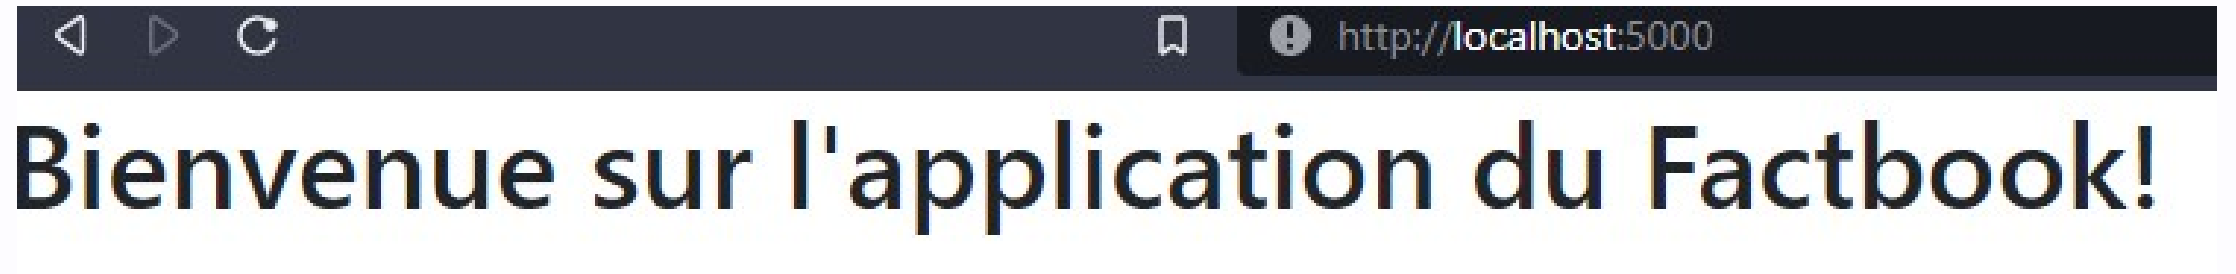 http://localhost:5000
Bienvenue sur l'application du Factbook!